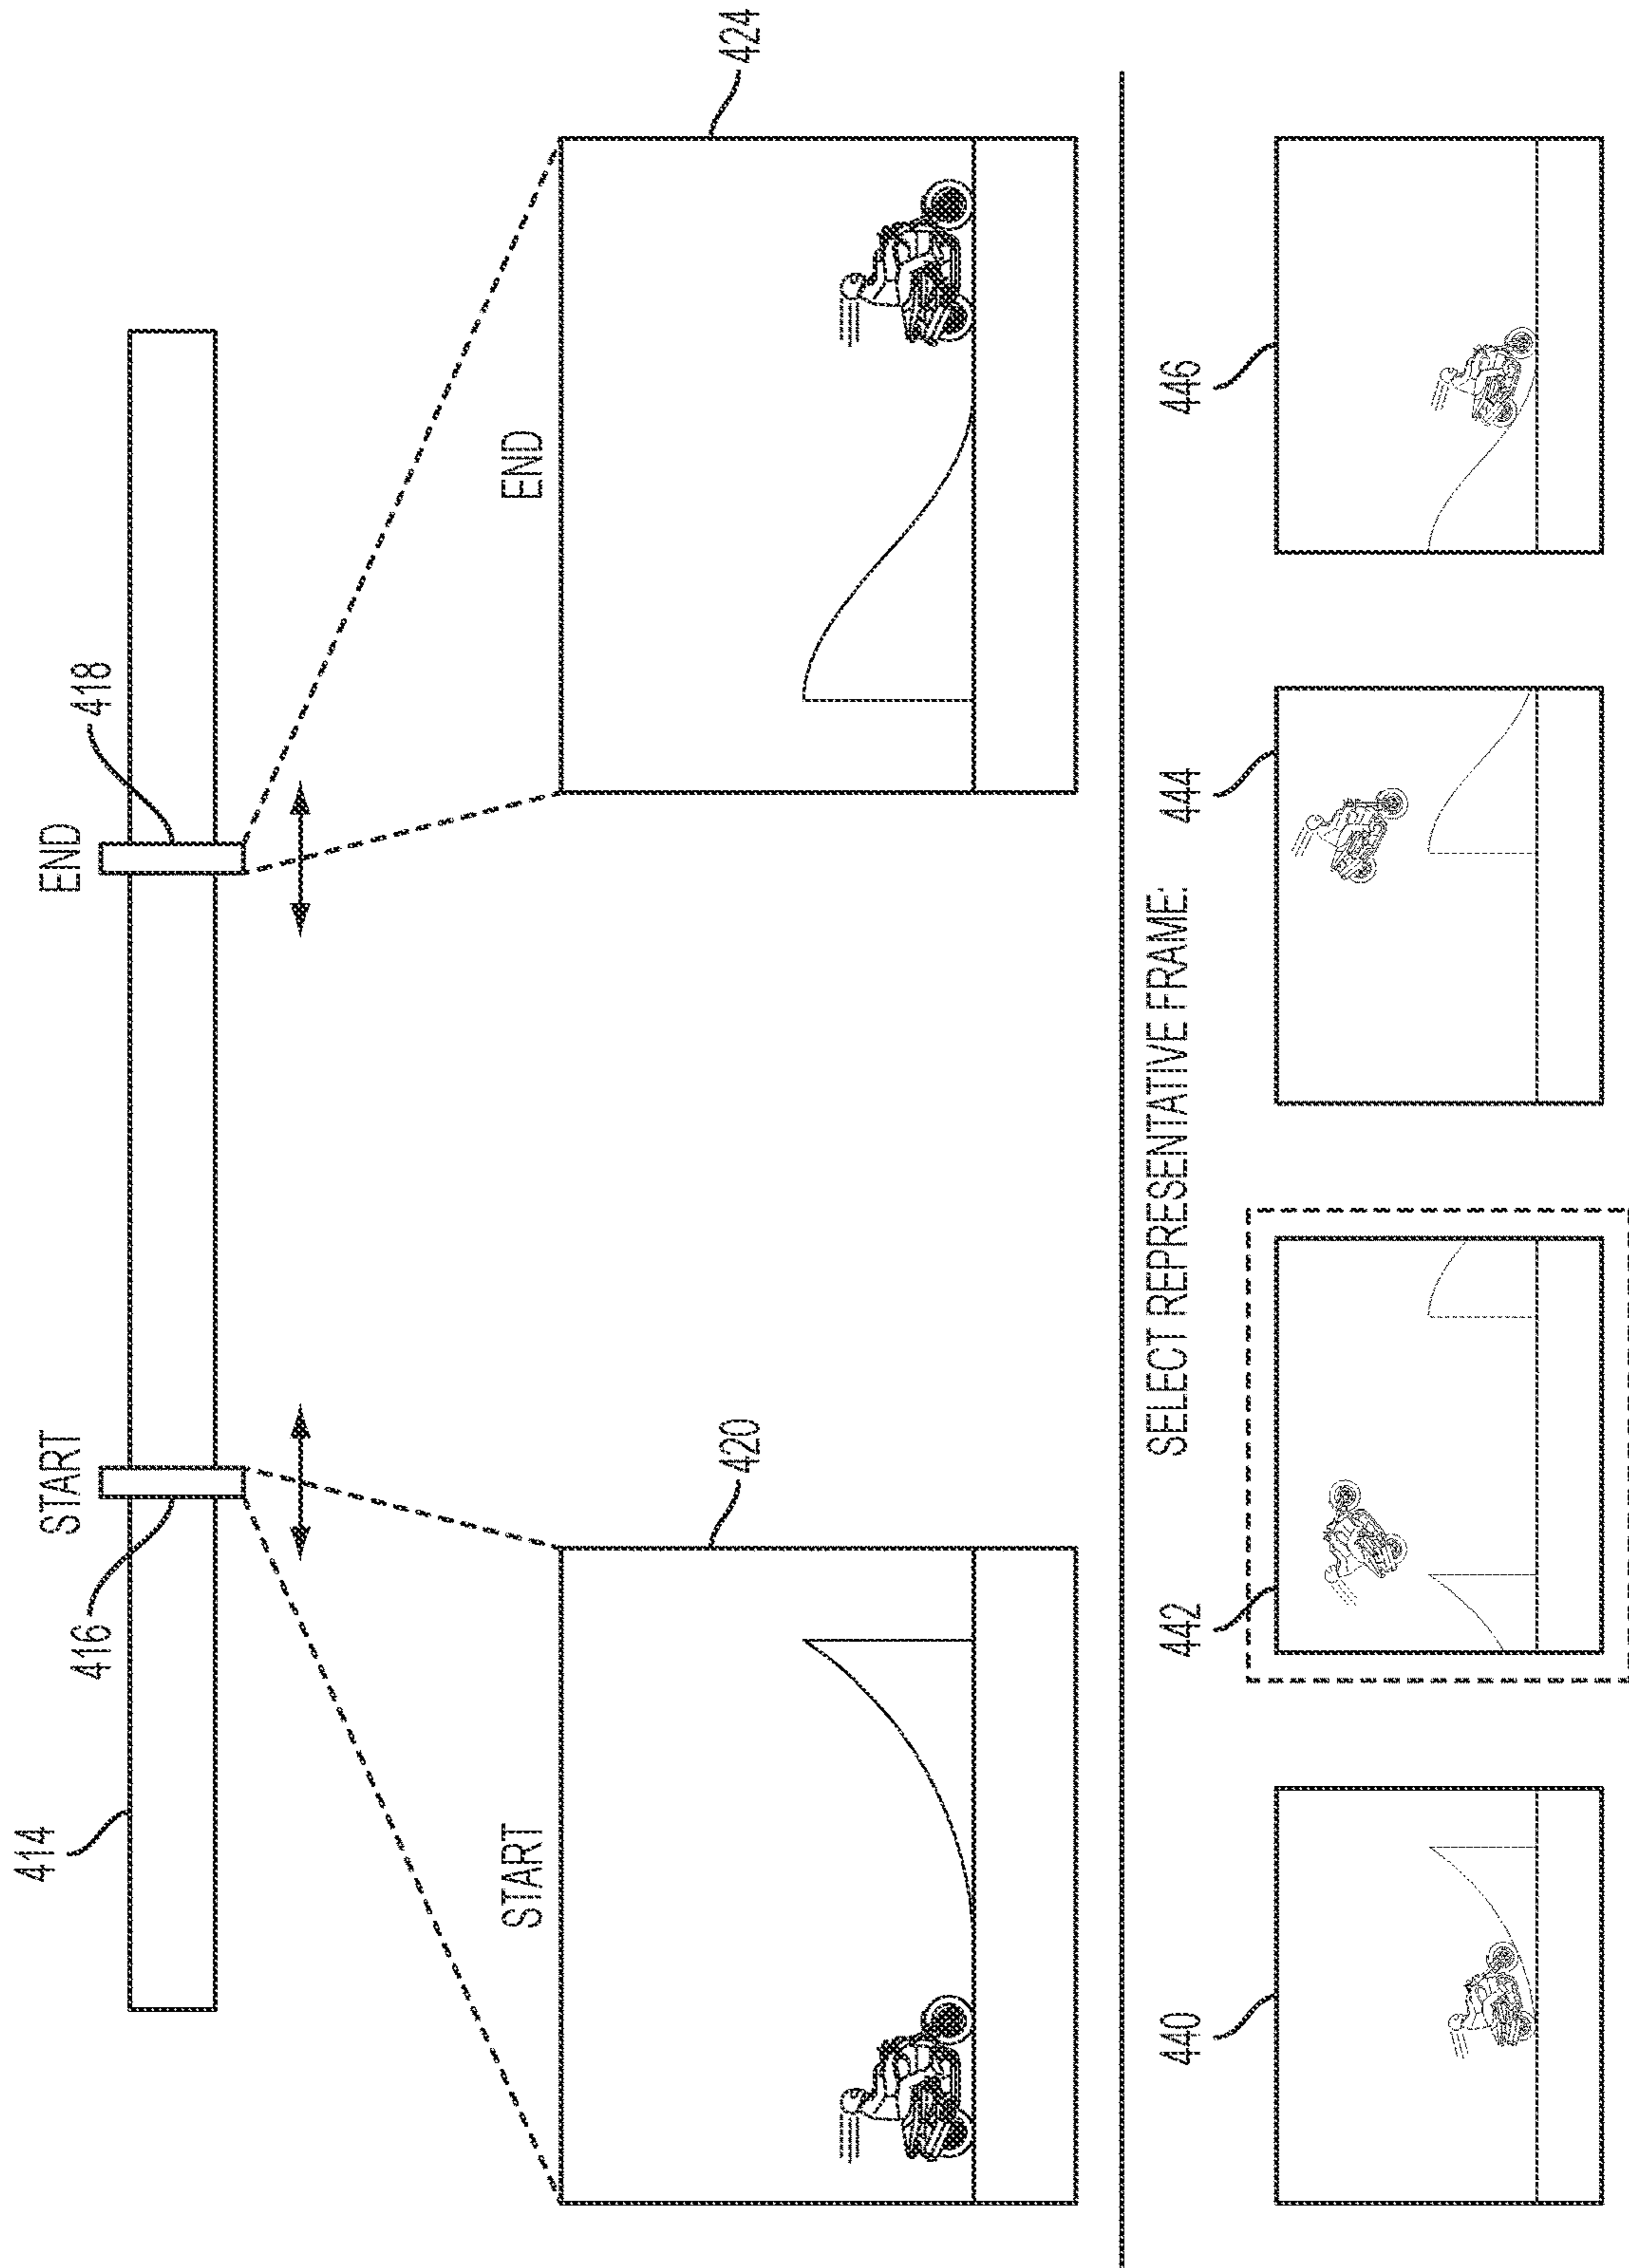 414
START
416
END
418
START
420
END
424
SELECT REPRESENTATIVE FRAME:
440
442
444
446